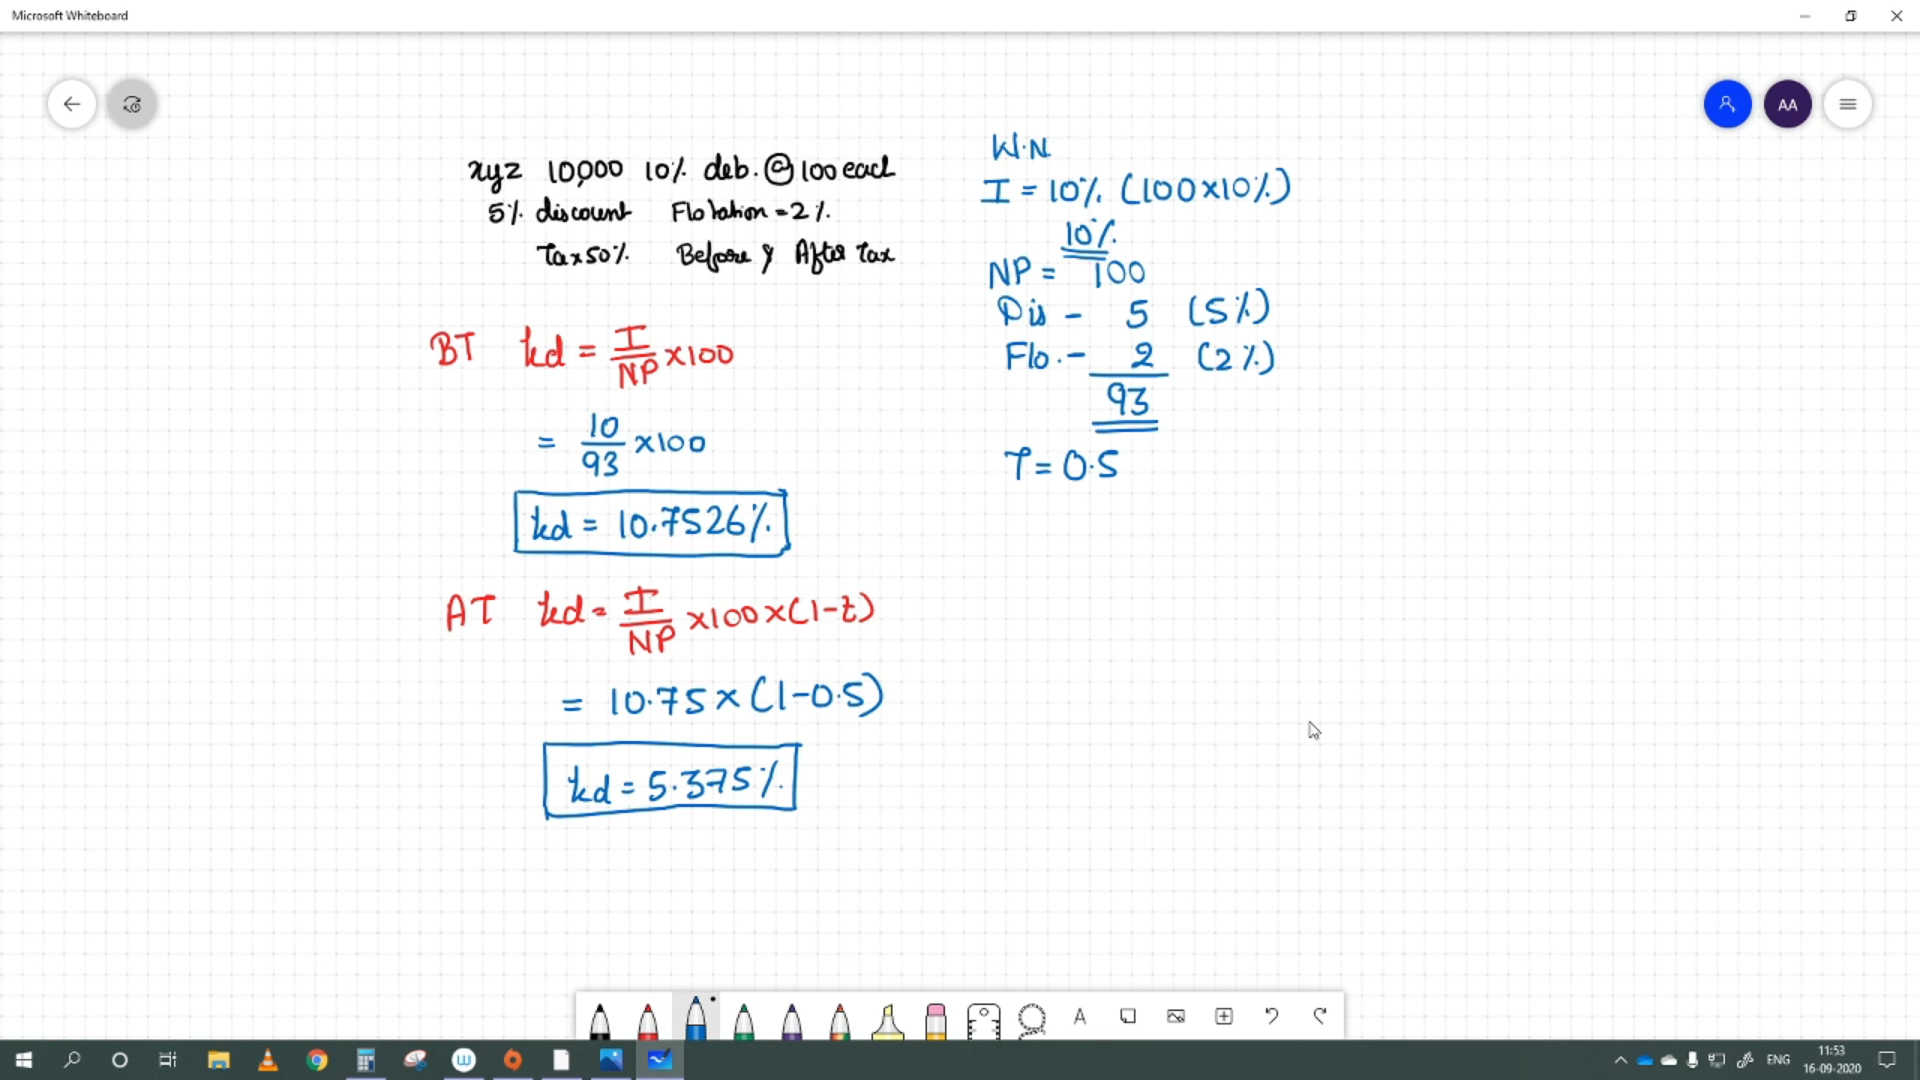 Microsoft Whiteboard
AA
xyz 10,000 10% deb. @ 100 each
5% discount Flotation = 2%.
Tax 50% Before & After Tax
BT kd = I/NP x100
= 10/93 x100
kd = 10.7526%
AT kd = I/NP x100x(1-t)
= 10.75 x (1-0.5)
kd = 5.375%
W.N.
I = 10% (100x10%)
10%
NP = 100
Dis - 5 (5%)
Flo. - 2 (2%)
93
T = 0.5
A
W
ENG
11:53
16-09-2020